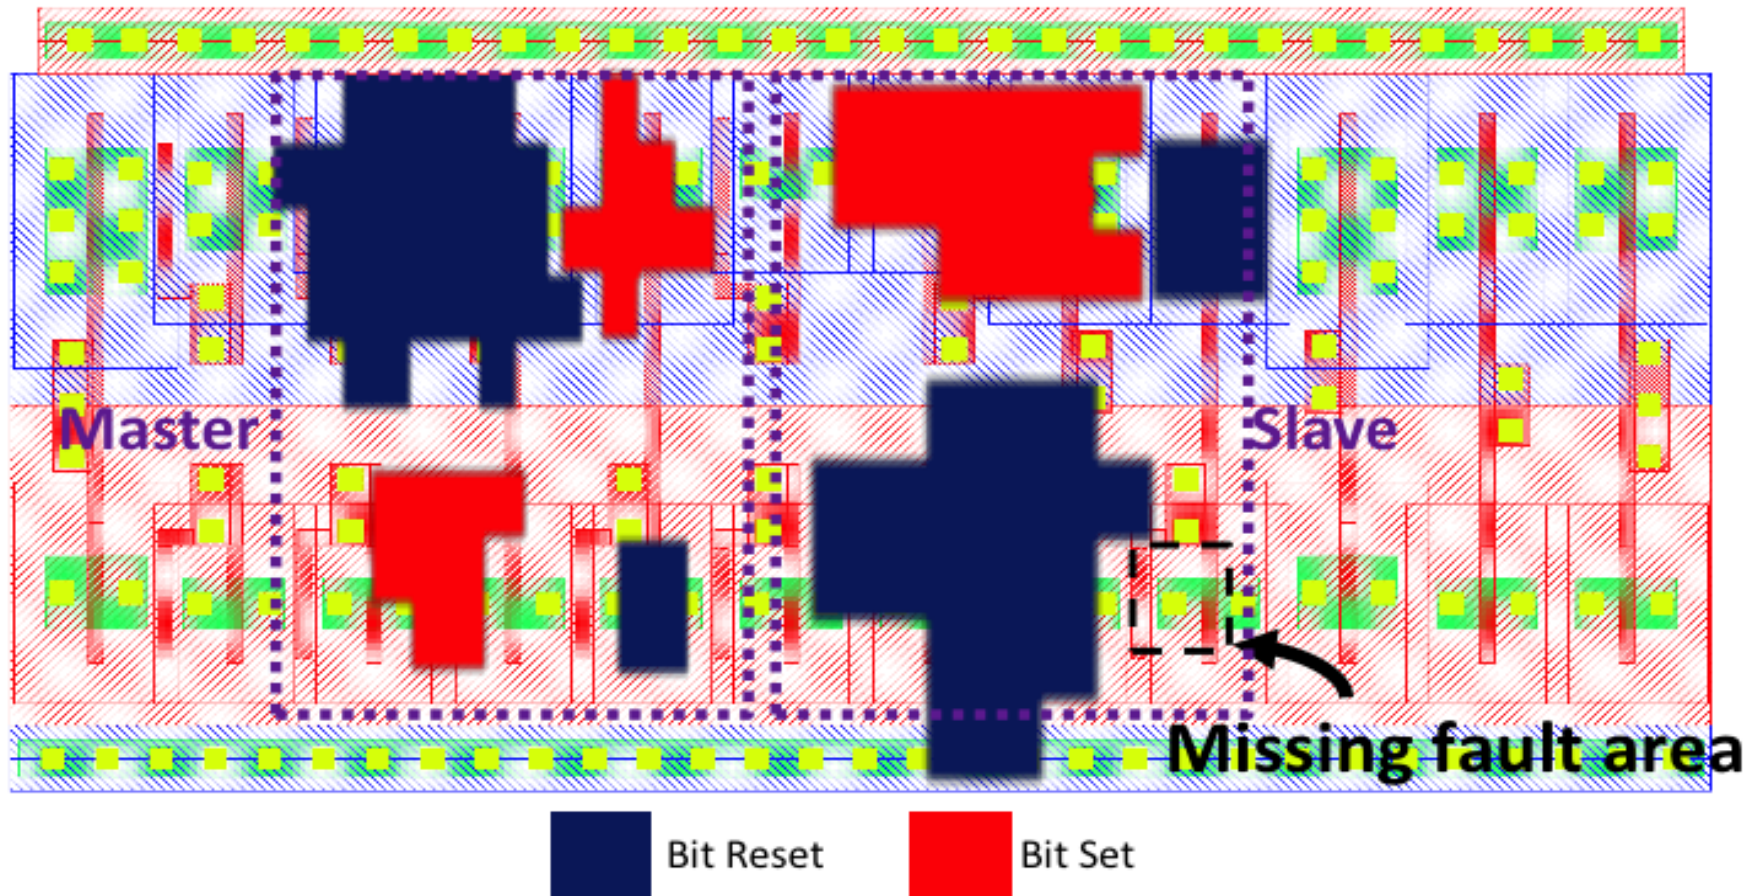 Master
Slave
Missing fault area
Bit Reset
Bit Set